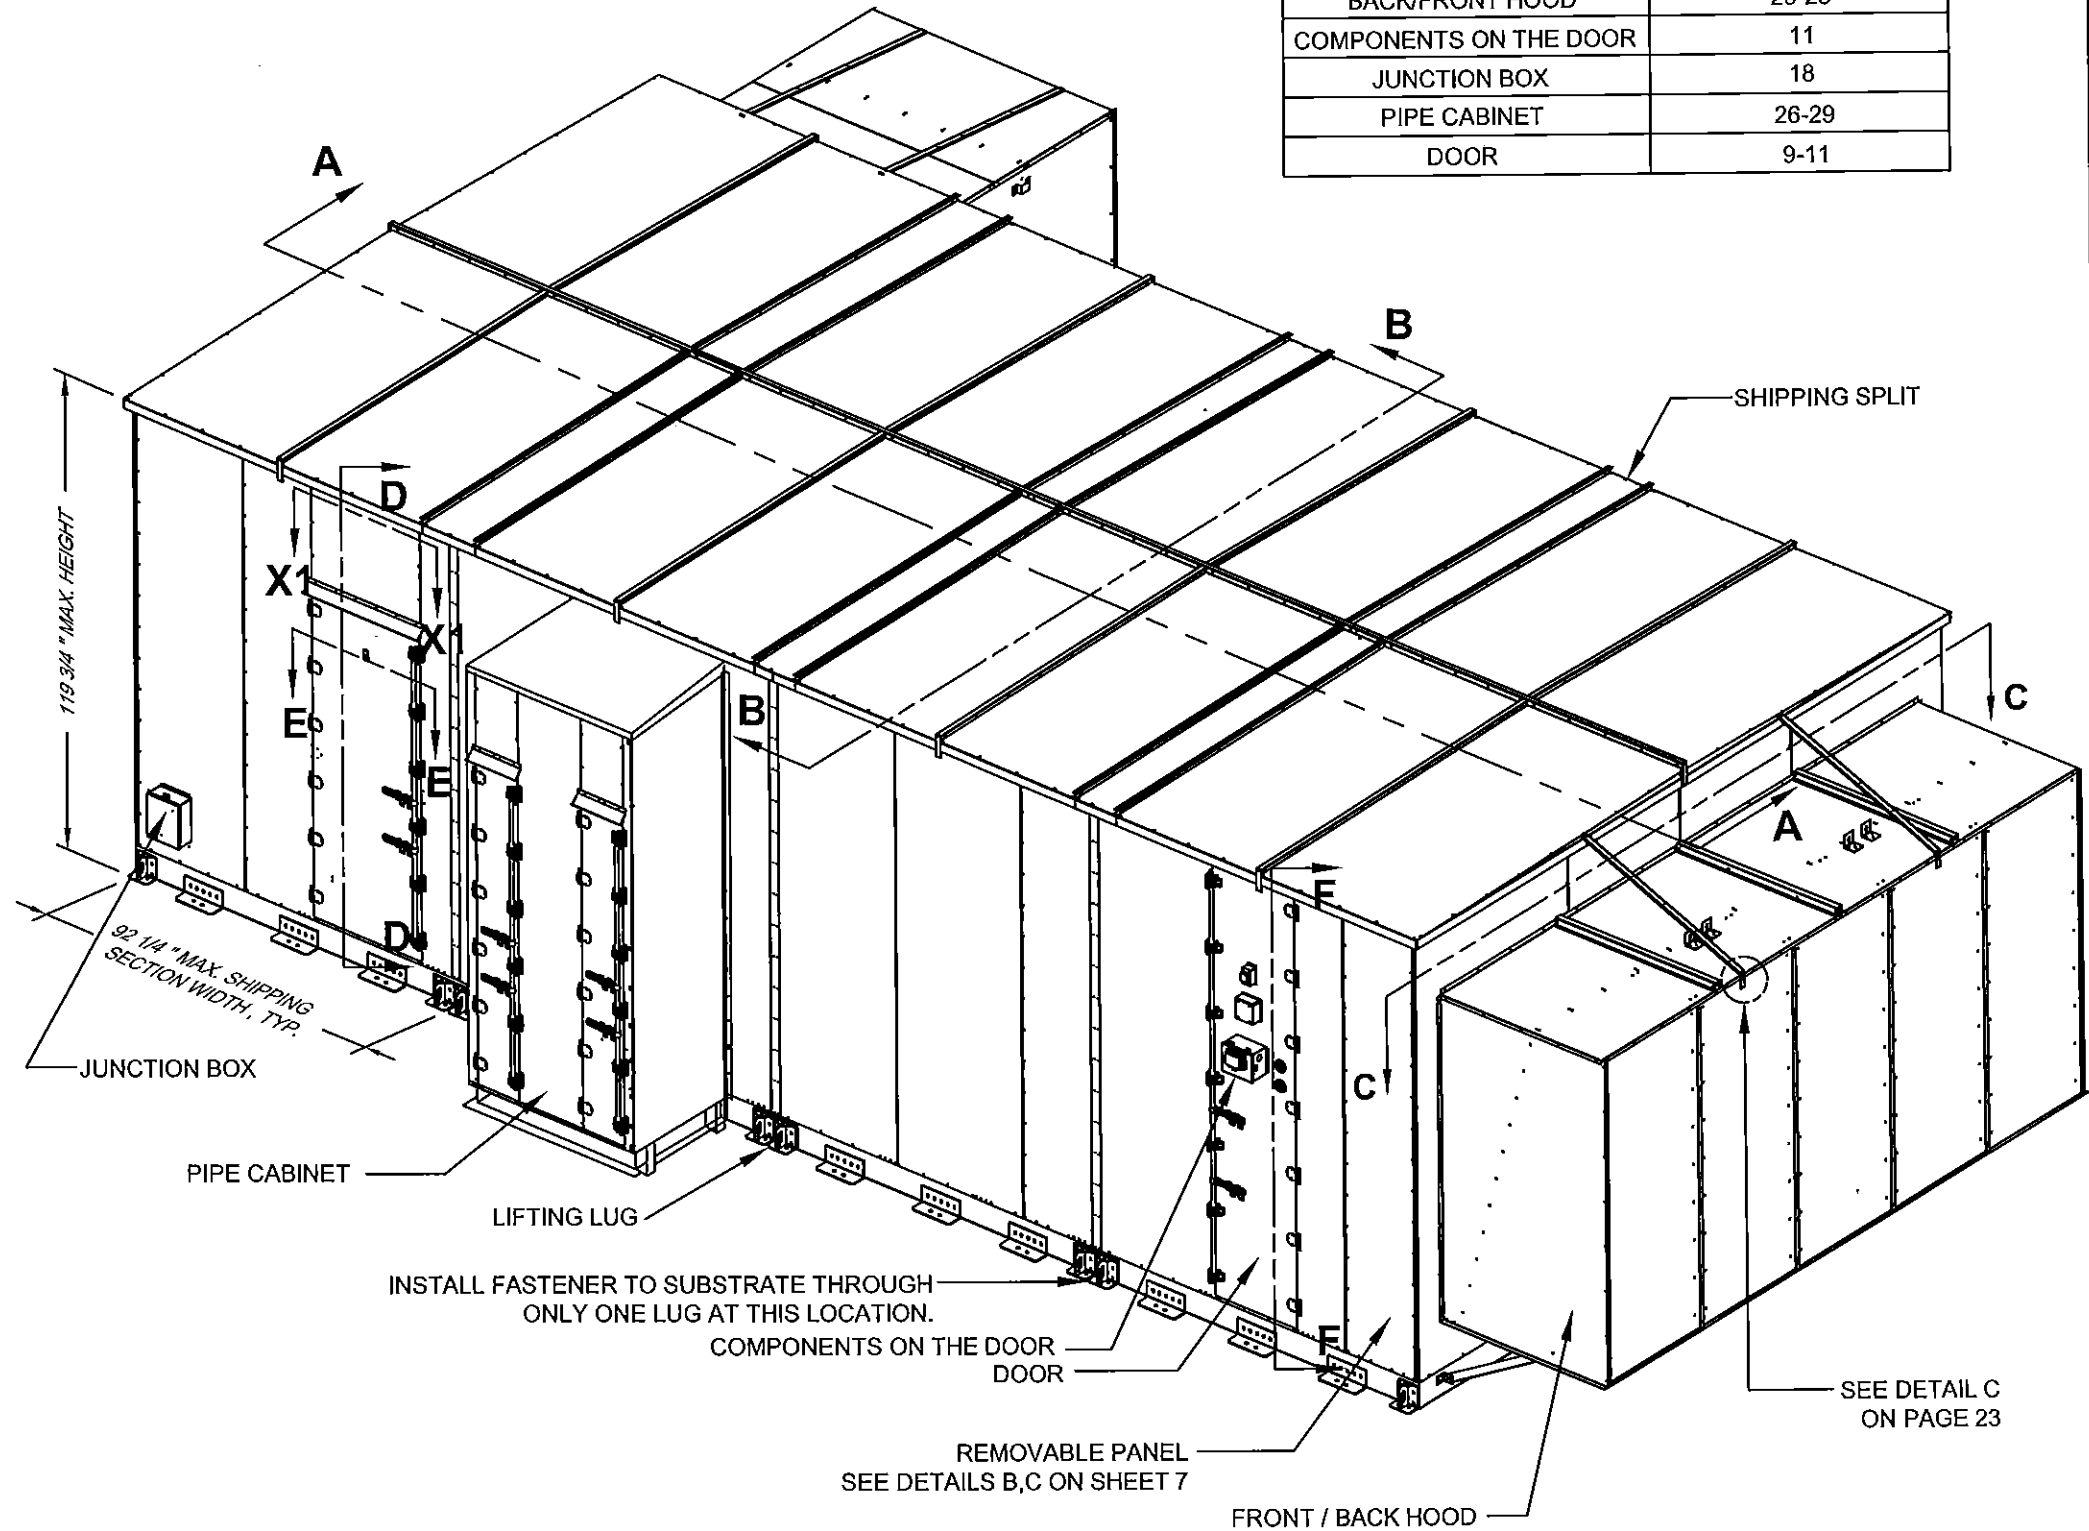 BACK/FRONT HOOD
COMPONENTS ON THE DOOR 11
JUNCTION BOX 18
PIPE CABINET 26-29
DOOR 9-11
A
B
SHIPPING SPLIT
D
X1
X1
119 3/4 " MAX. HEIGHT
E
E
B
C
A
F
D
92 1/4 " MAX. SHIPPING
SECTION WIDTH , TYP.
JUNCTION BOX
C
PIPE CABINET
LIFTING LUG
INSTALL FASTENER TO SUBSTRATE THROUGH
ONLY ONE LUG AT THIS LOCATION.
COMPONENTS ON THE DOOR
DOOR
F
SEE DETAIL C
ON PAGE 23
REMOVABLE PANEL
SEE DETAILS B,C ON SHEET 7
FRONT / BACK HOOD